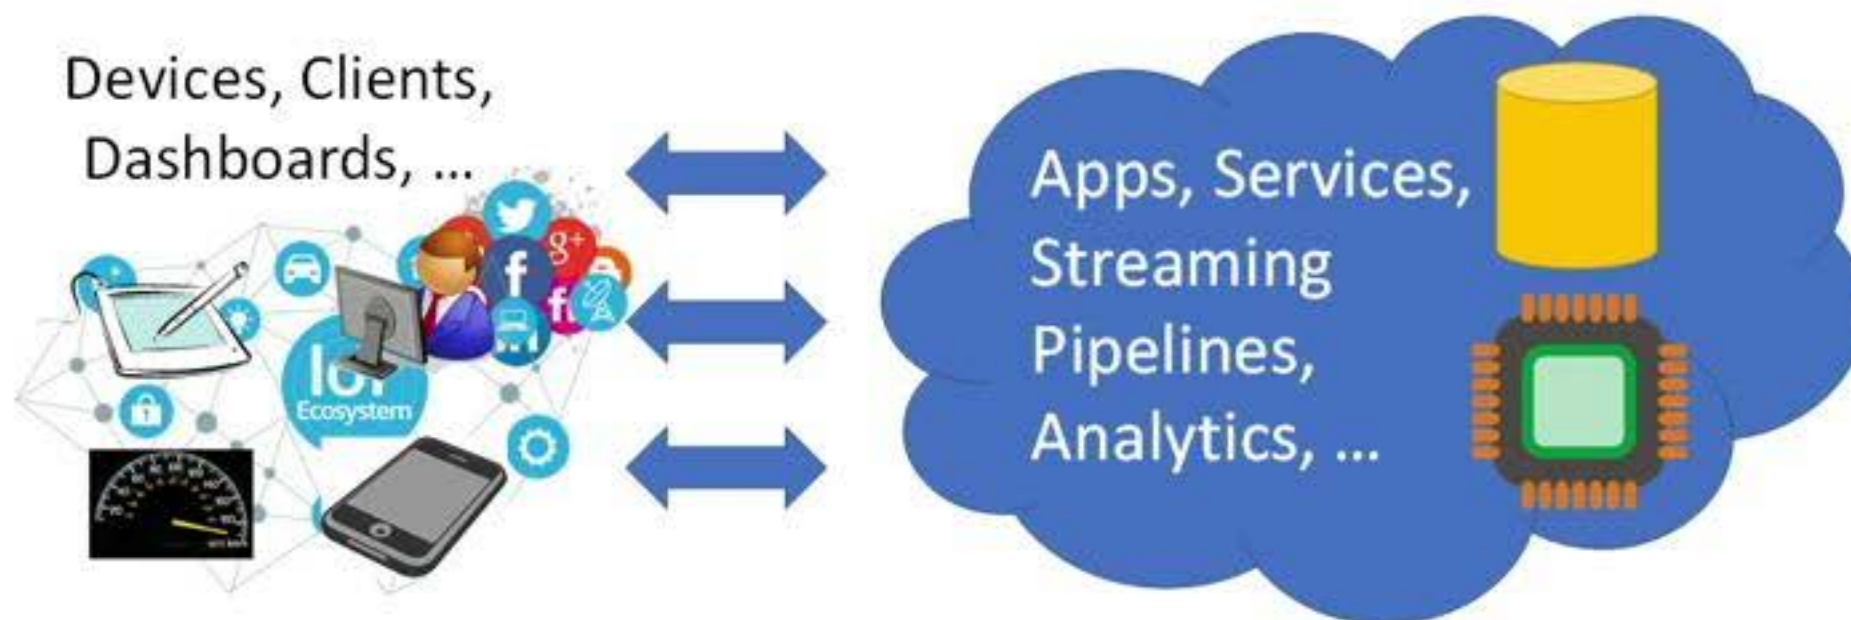 Devices, Clients,
Dashboards, ...
Apps, Services,
Streaming
Pipelines,
Analytics, ...
g+
f
IoT
Ecosystem